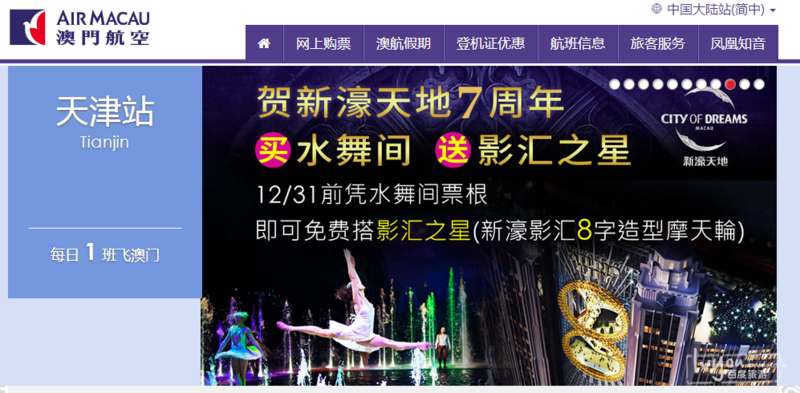 AIR MACAU
澳門航空
中国大陆站(简中)
网上购票 澳航假期 登机证优惠 航班信息 旅客服务 凤凰知音
天津站
Tianjin
每日 1 班飞澳门
贺新濠天地7周年
买水舞间 送影汇之星
12/31前凭水舞间票根
即可免费搭影汇之星(新濠影汇8字造型摩天輪)
CITY OF DREAMS
MACAU
新濠天地
百度旅游